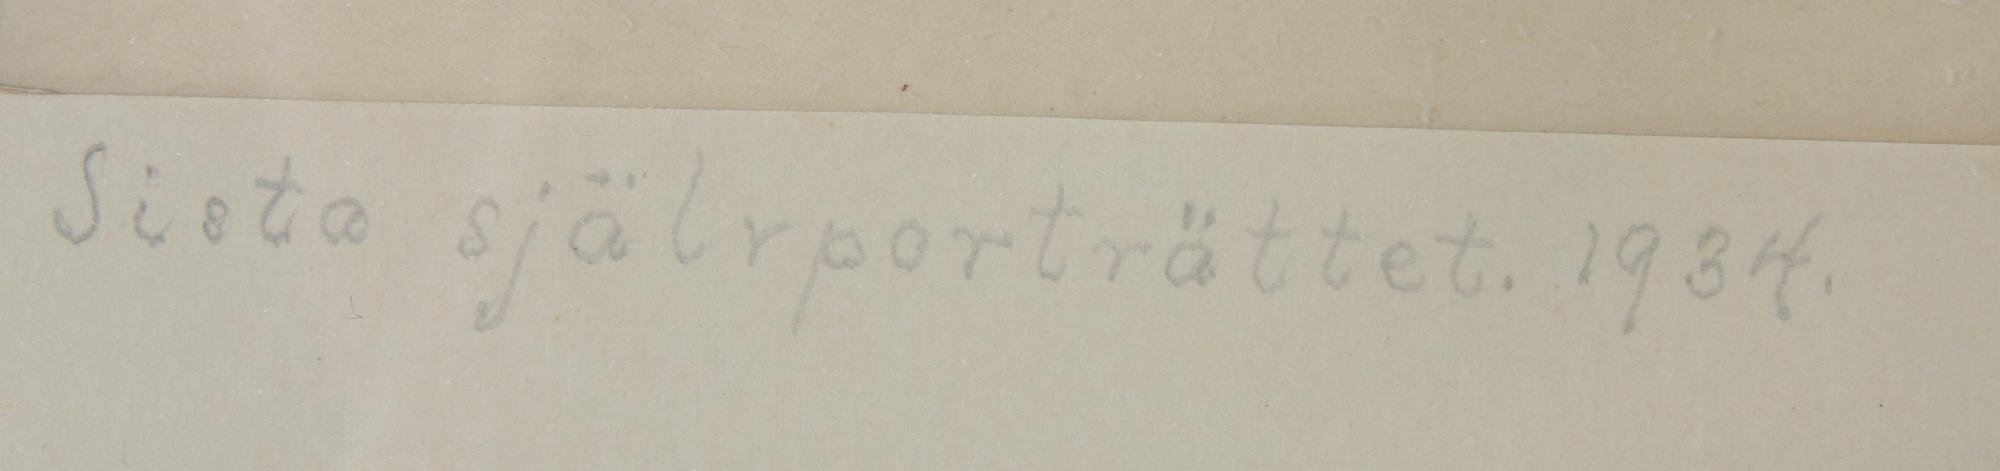 Sista självporträttet. 1934.